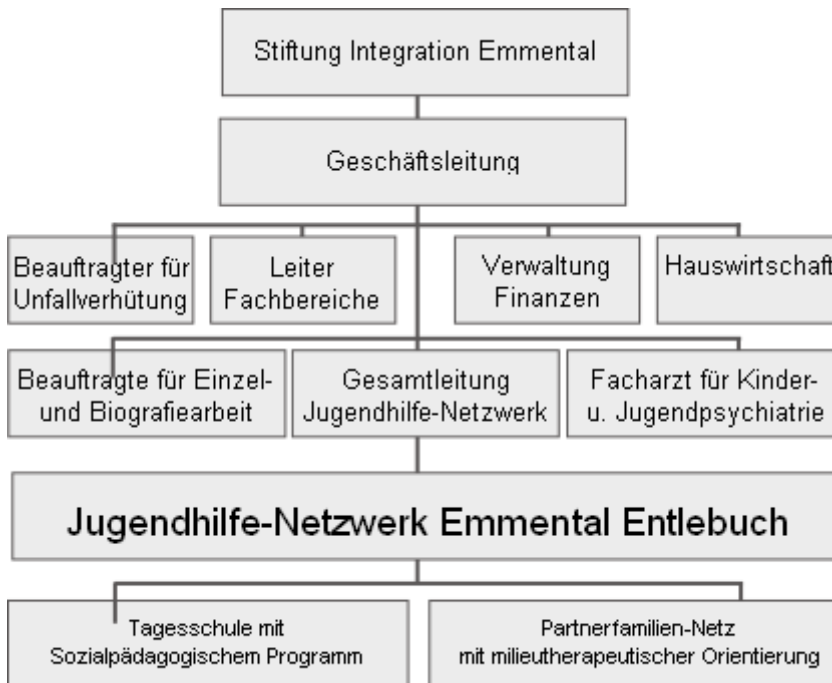 Stiftung Integration Emmental
Geschäftsleitung
Beauftragter für
Unfallverhütung
Leiter
Fachbereiche
Verwaltung
Finanzen
Hauswirtschaft
Beauftragte für Einzel-
und Biografiearbeit
Gesamtleitung
Jugendhilfe-Netzwerk
Facharzt für Kinder-
u. Jugendpsychiatrie
Jugendhilfe-Netzwerk Emmental Entlebuch
Tagesschule mit
Sozialpädagogischem Programm
Partnerfamilien-Netz
mit milieutherapeutischer Orientierung